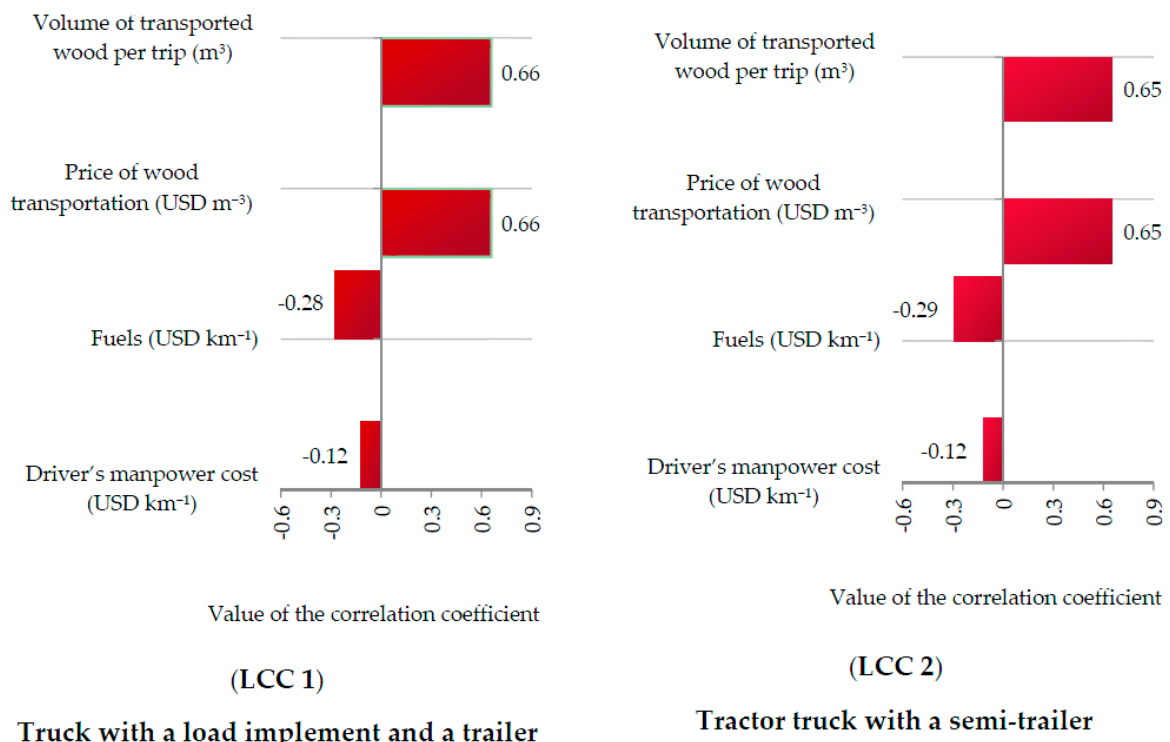 Volume of transported
wood per trip (m³)
0.66
Price of wood
transportation (USD m⁻³)
0.66
-0.28
Fuels (USD km⁻¹)
-0.12
Driver's manpower cost
(USD km⁻¹)
-0.6
-0.3
0
0.3
0.6
0.9
Value of the correlation coefficient
(LCC 1)
Truck with a load implement and a trailer
Volume of transported
wood per trip (m³)
0.65
Price of wood
transportation (USD m⁻³)
0.65
-0.29
Fuels (USD km⁻¹)
-0.12
Driver's manpower cost
(USD km⁻¹)
-0.6
-0.3
0
0.3
0.6
0.9
Value of the correlation coefficient
(LCC 2)
Tractor truck with a semi-trailer